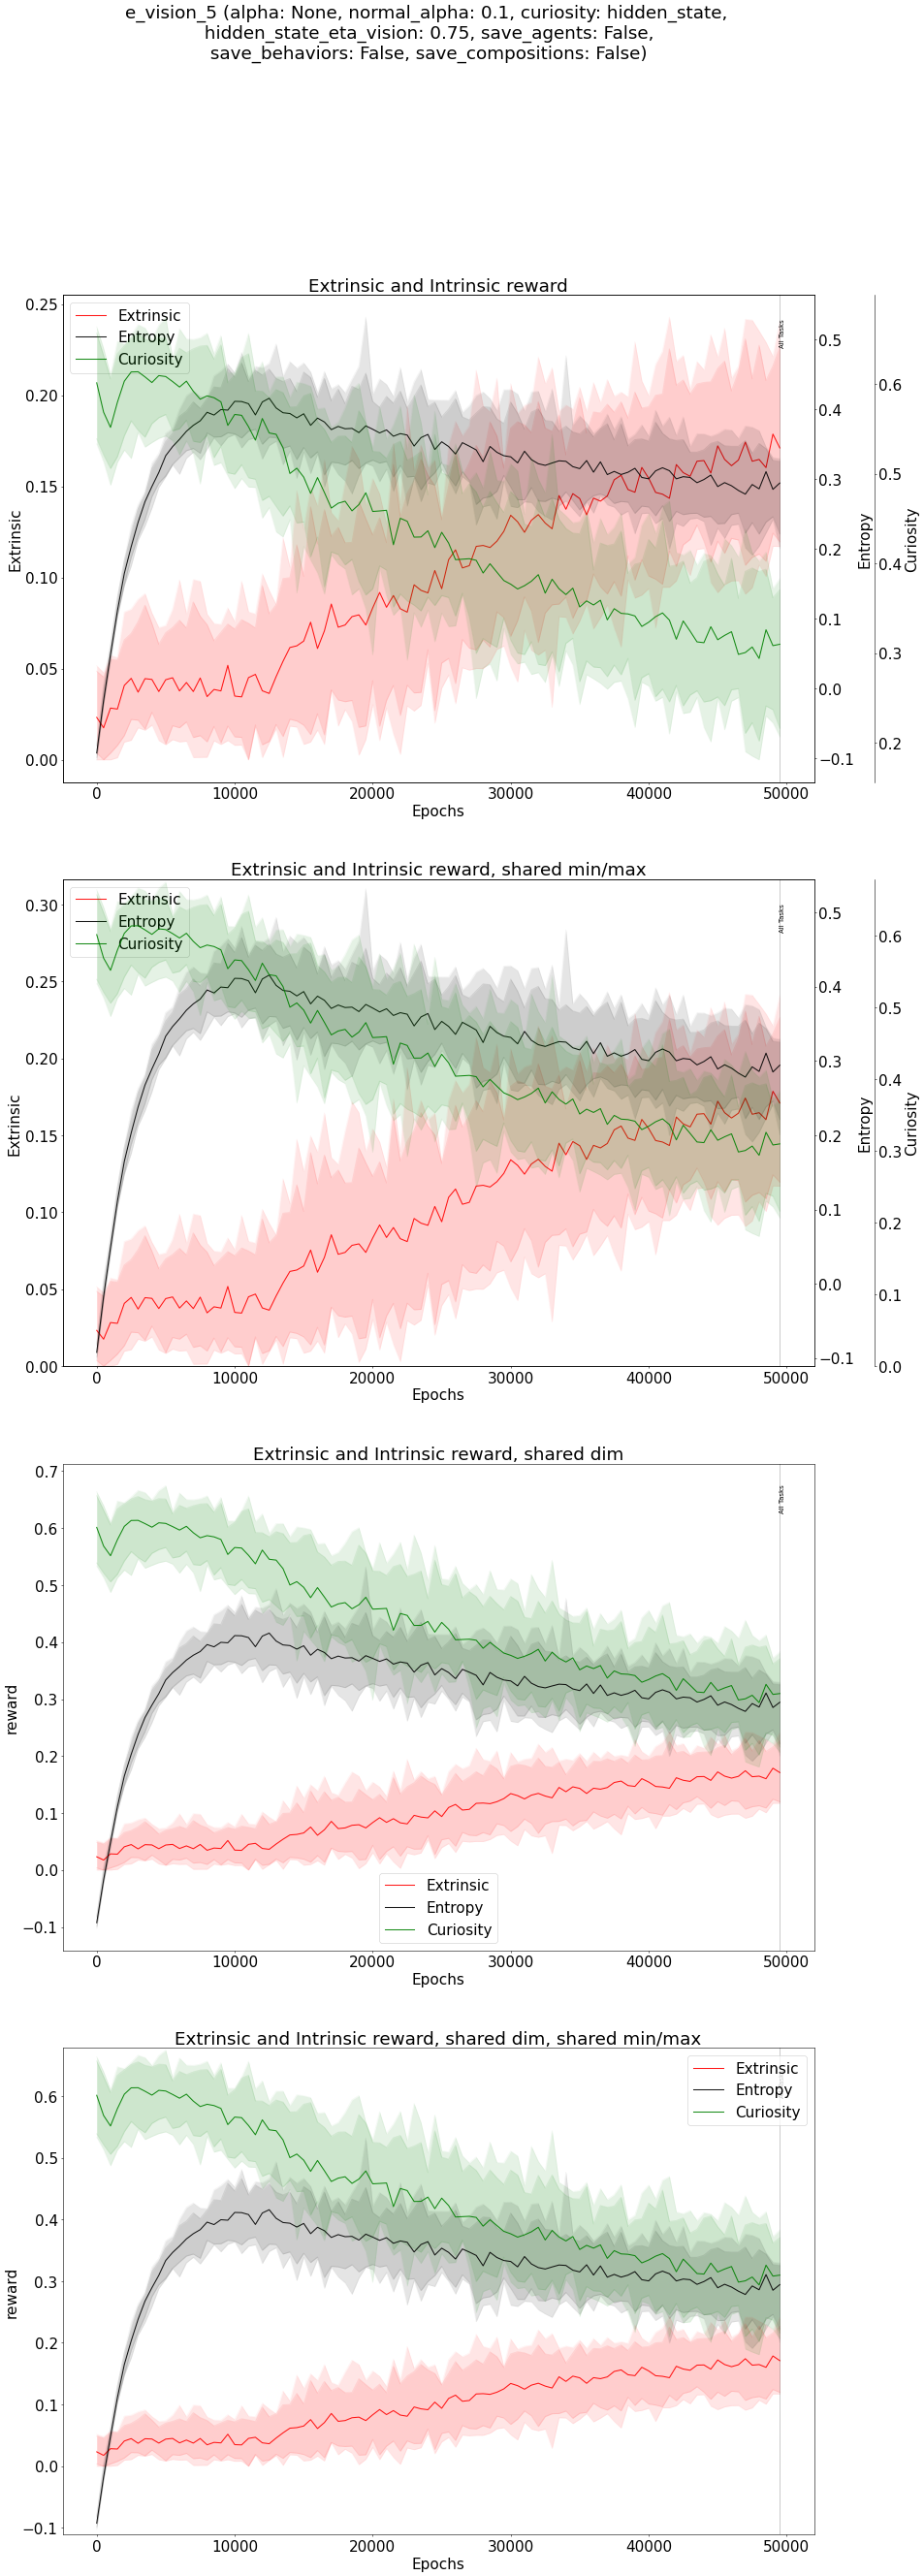 e_vision_5 (alpha: None, normal_alpha: 0.1, curiosity: hidden_state,
hidden_state_eta_vision: 0.75, save_agents: False,
save_behaviors: False, save_compositions: False)
Extrinsic and Intrinsic reward
Extrinsic
Entropy
Curiosity
All Tasks
0.25
0.20
0.15
0.10
0.05
0.00
Extrinsic
0.5
0.4
0.3
0.2
0.1
0.0
−0.1
Entropy
0.6
0.5
0.4
0.3
0.2
Curiosity
0 10000 20000 30000 40000 50000
Epochs
Extrinsic and Intrinsic reward, shared min/max
Extrinsic
Entropy
Curiosity
All Tasks
0.30
0.25
0.20
0.15
0.10
0.05
0.00
Extrinsic
0.5
0.4
0.3
0.2
0.1
0.0
−0.1
Entropy
0.6
0.5
0.4
0.3
0.2
0.1
0.0
Curiosity
0 10000 20000 30000 40000 50000
Epochs
Extrinsic and Intrinsic reward, shared dim
All Tasks
0.7
0.6
0.5
0.4
0.3
0.2
0.1
0.0
−0.1
reward
Extrinsic
Entropy
Curiosity
0 10000 20000 30000 40000 50000
Epochs
Extrinsic and Intrinsic reward, shared dim, shared min/max
Extrinsic
Entropy
Curiosity
0.6
0.5
0.4
0.3
0.2
0.1
0.0
−0.1
reward
0 10000 20000 30000 40000 50000
Epochs